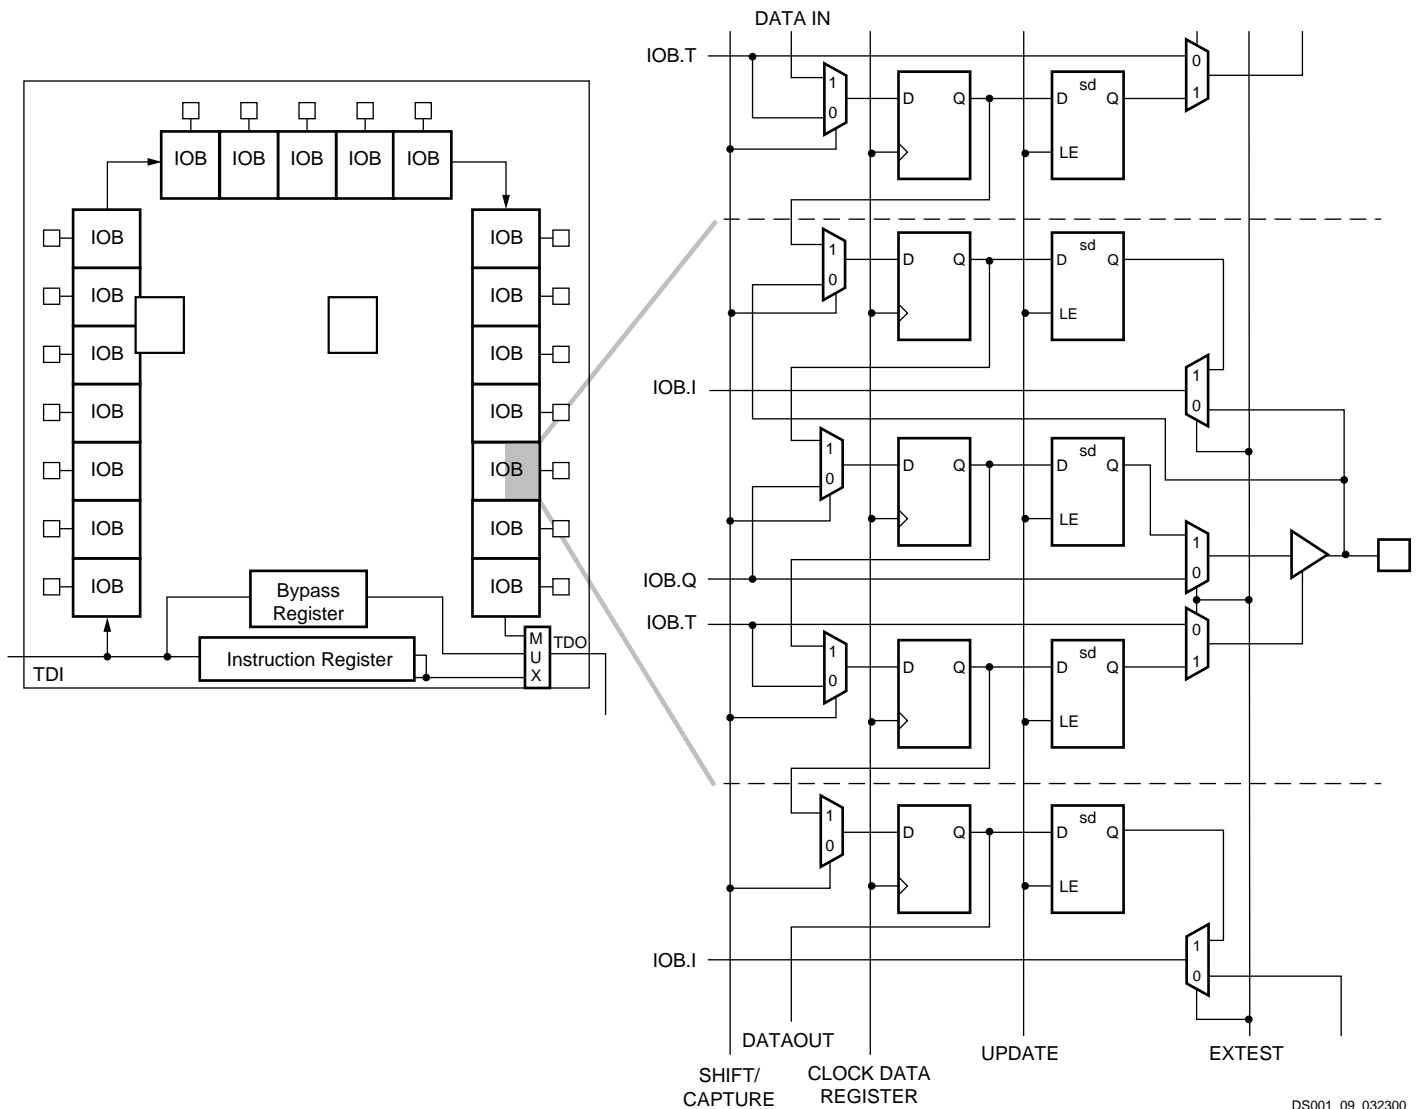 IOB IOB IOB IOB IOB
IOB
IOB
IOB
IOB
IOB
IOB
IOB
IOB
IOB
IOB
IOB
IOB
IOB
IOB
Bypass
Register
Instruction Register
TDI
M
U
X
TDO
DATA IN
IOB.T
0
1
1
0
D Q
D sd Q
LE
1
0
D Q
D sd Q
LE
IOB.I
1
0
1
0
D Q
D sd Q
LE
IOB.Q
1
0
IOB.T
0
1
1
0
D Q
D sd Q
LE
1
0
D Q
D sd Q
LE
IOB.I
1
0
DATAOUT
UPDATE
EXTEST
SHIFT/
CAPTURE
CLOCK DATA
REGISTER
DS001_09_032300